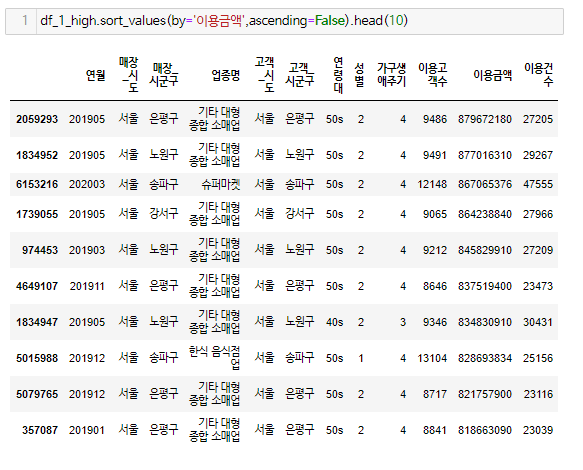 1 df_1_high.sort_values(by='이용금액',ascending=False).head(10)
연월 매장_시도 매장_시군구 업종명 고객_시도 고객_시군구 연령대 성별 가구생애주기 이용고객수 이용금액 이용건수
2059293 201905 서울 은평구 기타 대형 종합 소매업 서울 은평구 50s 2 4 9486 879672180 27205
1834952 201905 서울 노원구 기타 대형 종합 소매업 서울 노원구 50s 2 4 9491 877016310 29267
6153216 202003 서울 송파구 슈퍼마켓 서울 송파구 50s 2 4 12148 867065376 47555
1739055 201905 서울 강서구 기타 대형 종합 소매업 서울 강서구 50s 2 4 9065 864238840 27966
974453 201903 서울 노원구 기타 대형 종합 소매업 서울 노원구 50s 2 4 9212 845829910 27209
4649107 201911 서울 은평구 기타 대형 종합 소매업 서울 은평구 50s 2 4 8646 837519400 23473
1834947 201905 서울 노원구 기타 대형 종합 소매업 서울 노원구 40s 2 3 9346 834830910 30431
5015988 201912 서울 송파구 한식 음식점업 서울 송파구 50s 1 4 13104 828693834 25156
5079765 201912 서울 은평구 기타 대형 종합 소매업 서울 은평구 50s 2 4 8717 821757900 23116
357087 201901 서울 은평구 기타 대형 종합 소매업 서울 은평구 50s 2 4 8841 818663090 23039